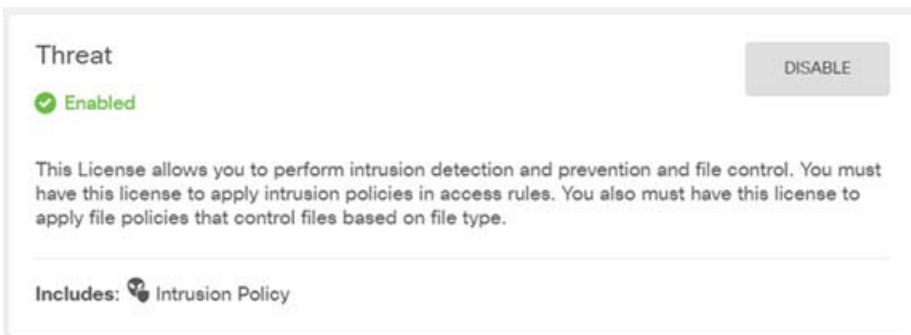 Threat
DISABLE
Enabled
This License allows you to perform intrusion detection and prevention and file control. You must
have this license to apply intrusion policies in access rules. You also must have this license to
apply file policies that control files based on file type.
Includes: Intrusion Policy